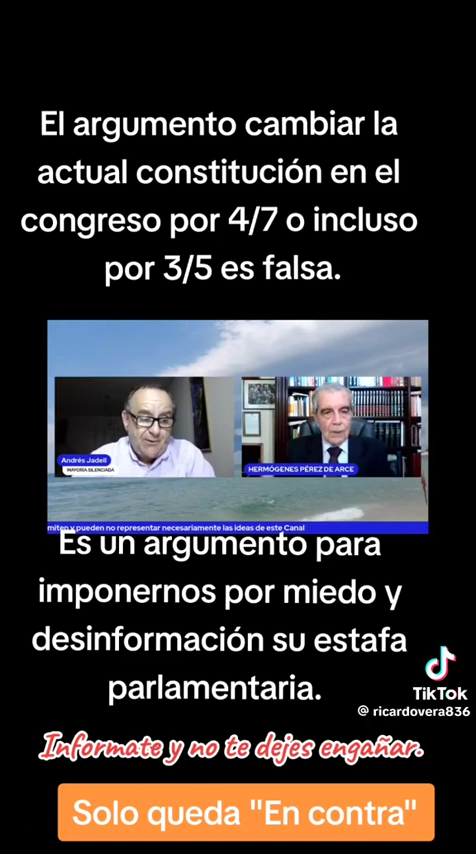 El argumento cambiar la
actual constitución en el
congreso por 4/7 o incluso
por 3/5 es falsa.
Andrés Jadell
MAYORIA SILENCIADA
HERMÓGENES PÉREZ DE ARCE
miten y pueden no representar necesariamente las ideas de este Canal
Es un argumento para
imponernos por miedo y
desinformación su estafa
parlamentaria.
TikTok
@ ricardovera836
Informate y no te dejes engañar.
Solo queda "En contra"